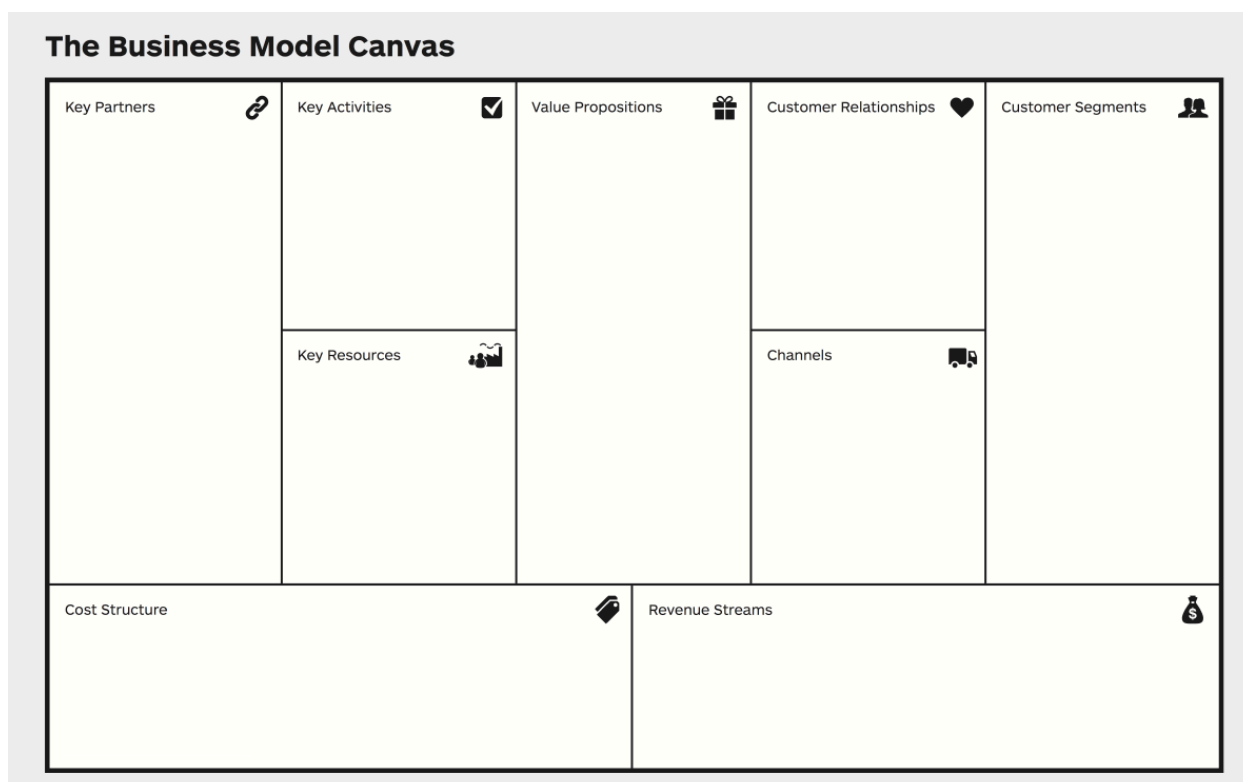 The Business Model Canvas
Key Partners
Key Activities
Value Propositions
Customer Relationships
Customer Segments
Key Resources
Channels
Cost Structure
Revenue Streams
$